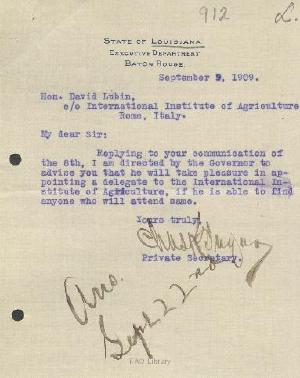 912 L.
STATE OF LOUISIANA
EXECUTIVE DEPARTMENT
BATON ROUGE.
September 9, 1909.
Hon. David Lubin,
c/o International Institute of Agriculture
Rome, Italy.
My dear Sir:
Replying to your communication of
the 8th, I am directed by the Governor to
advise you that he will take pleasure in ap-
pointing a delegate to the International In-
stitute of Agriculture, if he is able to find
anyone who will attend same.
Yours truly,
Private Secretary.
Ans.
Sept 22nd
FAO Library